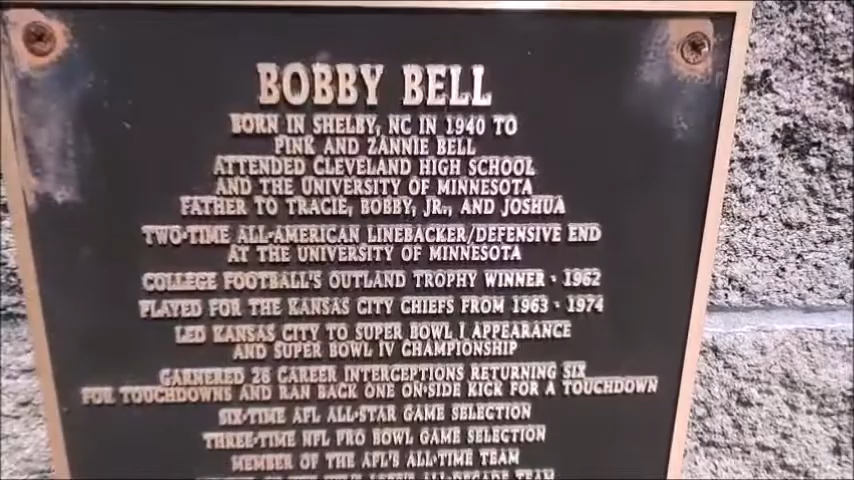 BOBBY BELL
BORN IN SHELBY, NC IN 1940 TO
PINK AND ZANNIE BELL
ATTENDED CLEVELAND HIGH SCHOOL
AND THE UNIVERSITY OF MINNESOTA
FATHER TO TRACIE, BOBBY, JR., AND JOSHUA
TWO-TIME ALL-AMERICAN LINEBACKER/DEFENSIVE END
AT THE UNIVERSITY OF MINNESOTA
COLLEGE FOOTBALL'S OUTLAND TROPHY WINNER - 1962
PLAYED FOR THE KANSAS CITY CHIEFS FROM 1963 - 1974
LED KANSAS CITY TO SUPER BOWL I APPEARANCE
AND SUPER BOWL IV CHAMPIONSHIP
GARNERED 26 CAREER INTERCEPTIONS RETURNING SIX
FOR TOUCHDOWNS AND RAN BACK ONE ON-SIDE KICK FOR A TOUCHDOWN
SIX-TIME AFL ALL-STAR GAME SELECTION
THREE-TIME NFL PRO BOWL GAME SELECTION
MEMBER OF THE AFL'S ALL-TIME TEAM
ALL-DECADE TEAM